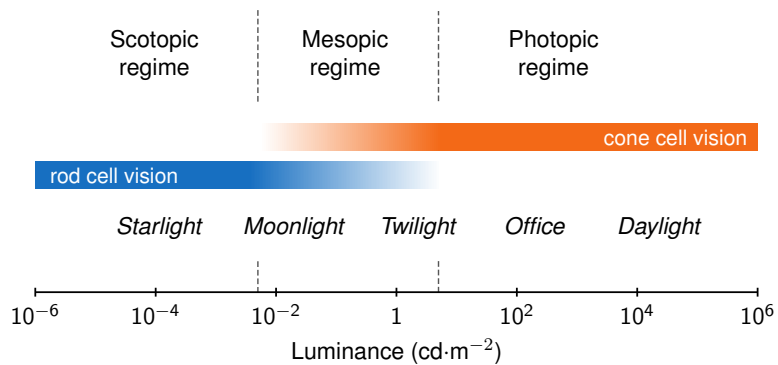 Scotopic
regime
Mesopic
regime
Photopic
regime
cone cell vision
rod cell vision
Starlight Moonlight Twilight Office Daylight
10⁻⁶ 10⁻⁴ 10⁻² 1 10² 10⁴ 10⁶
Luminance (cd·m⁻²)